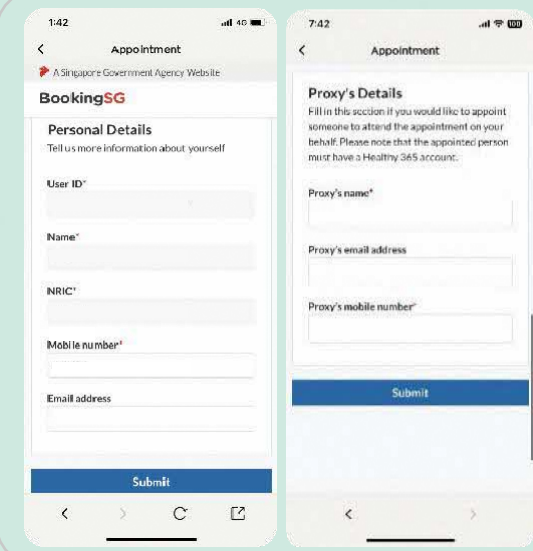 1:42
4G
Appointment
A Singapore Government Agency Website
BookingSG
Personal Details
Tell us more information about yourself
User ID*
Name*
NRIC*
Mobile number*
Email address
Submit
7:42
100
Appointment
Proxy's Details
Fill in this section if you would like to appoint
someone to attend the appointment on your
behalf. Please note that the appointed person
must have a Healthy 365 account.
Proxy's name*
Proxy's email address
Proxy's mobile number*
Submit